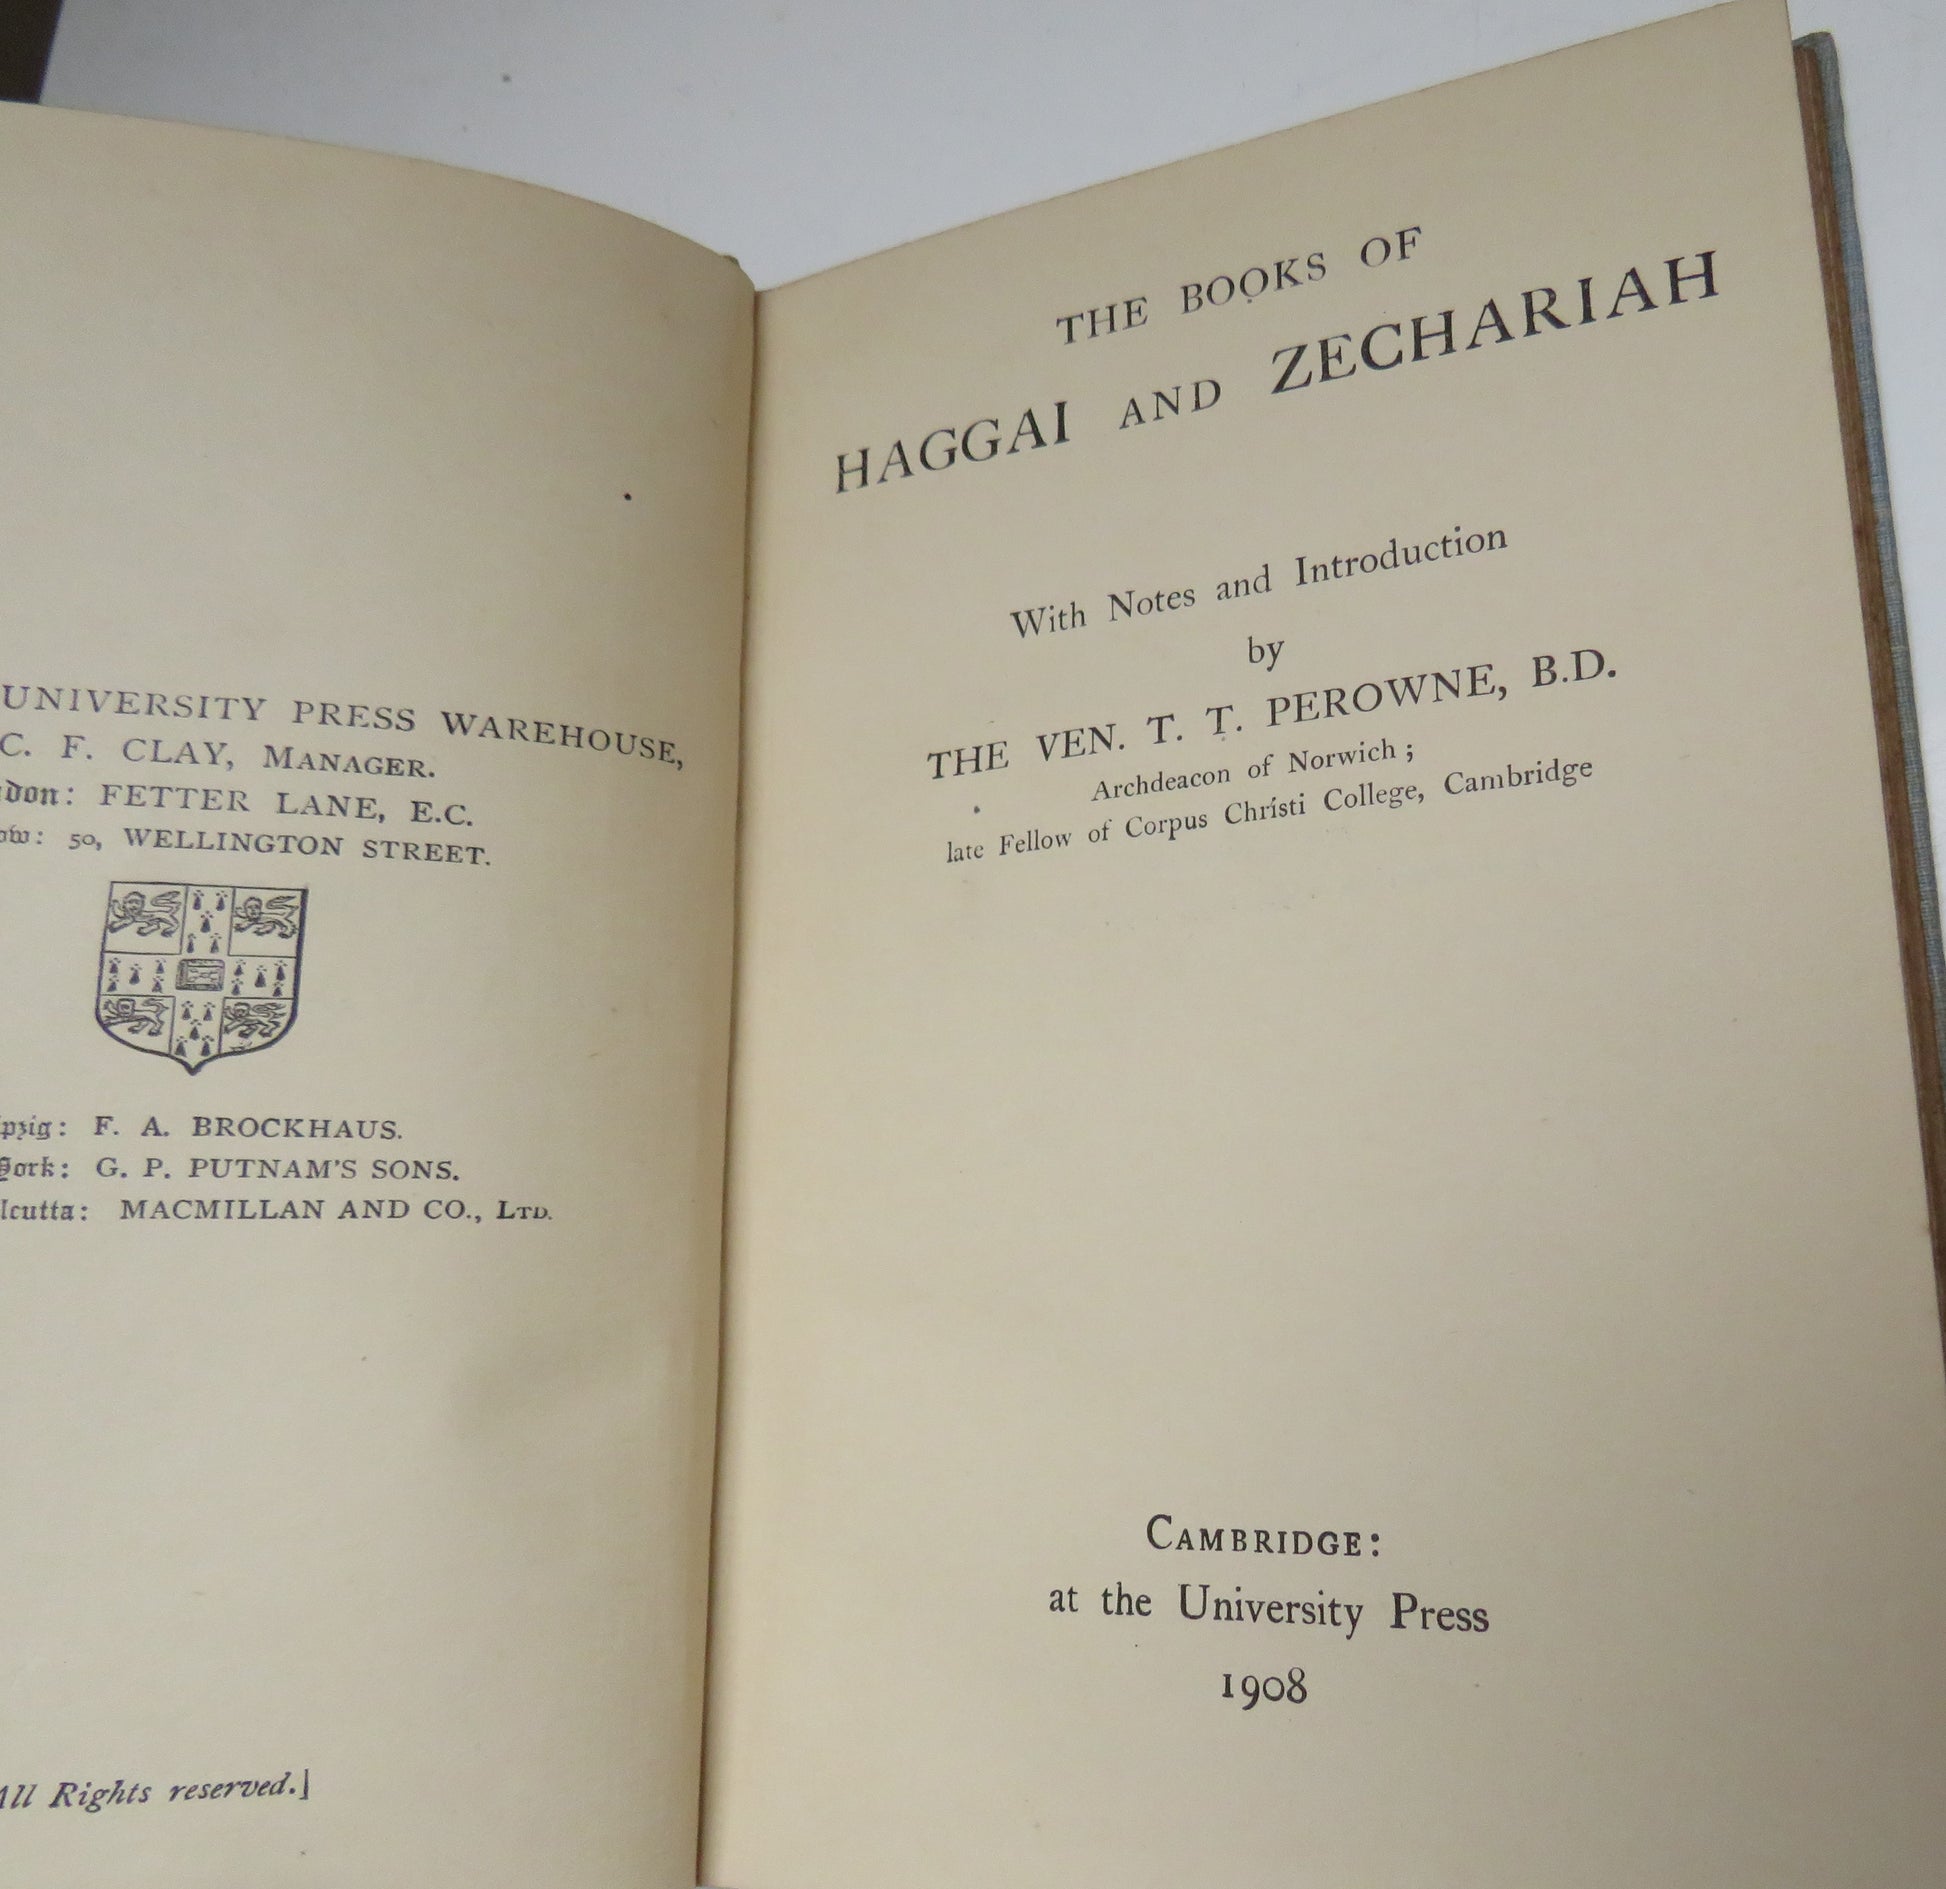 UNIVERSITY PRESS WAREHOUSE,
C. F. CLAY, MANAGER.
FETTER LANE, E.C.
50, WELLINGTON STREET.
F. A. BROCKHAUS.
G. P. PUTNAM'S SONS.
MACMILLAN AND CO., LTD.
All Rights reserved.]
THE BOOKS OF
HAGGAI AND ZECHARIAH
With Notes and Introduction
by
THE VEN. T. T. PEROWNE, B.D.
Archdeacon of Norwich;
late Fellow of Corpus Christi College, Cambridge
CAMBRIDGE:
at the University Press
1908